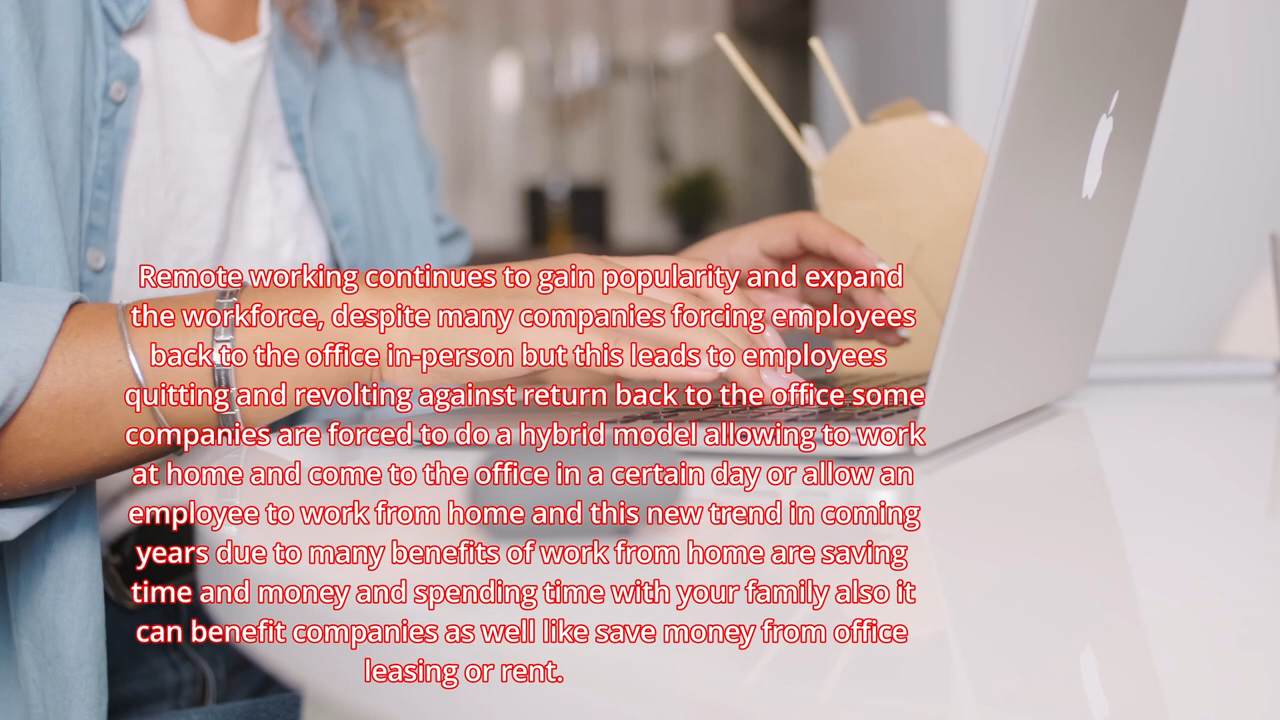 Remote working continues to gain popularity and expand
the workforce, despite many companies forcing employees
back to the office in-person but this leads to employees
quitting and revolting against return back to the office some
companies are forced to do a hybrid model allowing to work
at home and come to the office in a certain day or allow an
employee to work from home and this new trend in coming
years due to many benefits of work from home are saving
time and money and spending time with your family also it
can benefit companies as well like save money from office
leasing or rent.